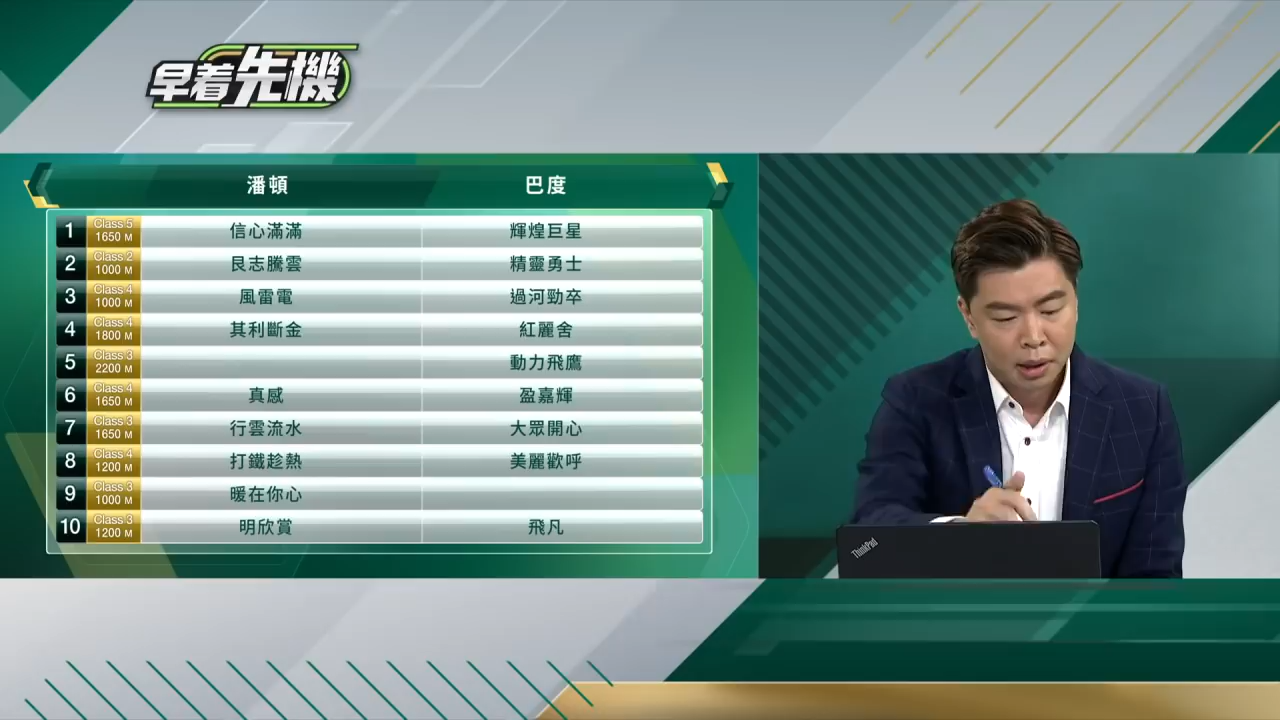 早着先機
潘頓 巴度
1 Class 5 1650 M 信心滿滿 輝煌巨星
2 Class 2 1000 M 艮志騰雲 精靈勇士
3 Class 4 1000 M 風雷電 過河勁卒
4 Class 4 1800 M 其利斷金 紅麗舍
5 Class 3 2200 M 動力飛鷹
6 Class 4 1650 M 真感 盈嘉輝
7 Class 3 1650 M 行雲流水 大眾開心
8 Class 4 1200 M 打鐵趁熱 美麗歡呼
9 Class 3 1000 M 暖在你心
10 Class 3 1200 M 明欣賞 飛凡
ThinkPad